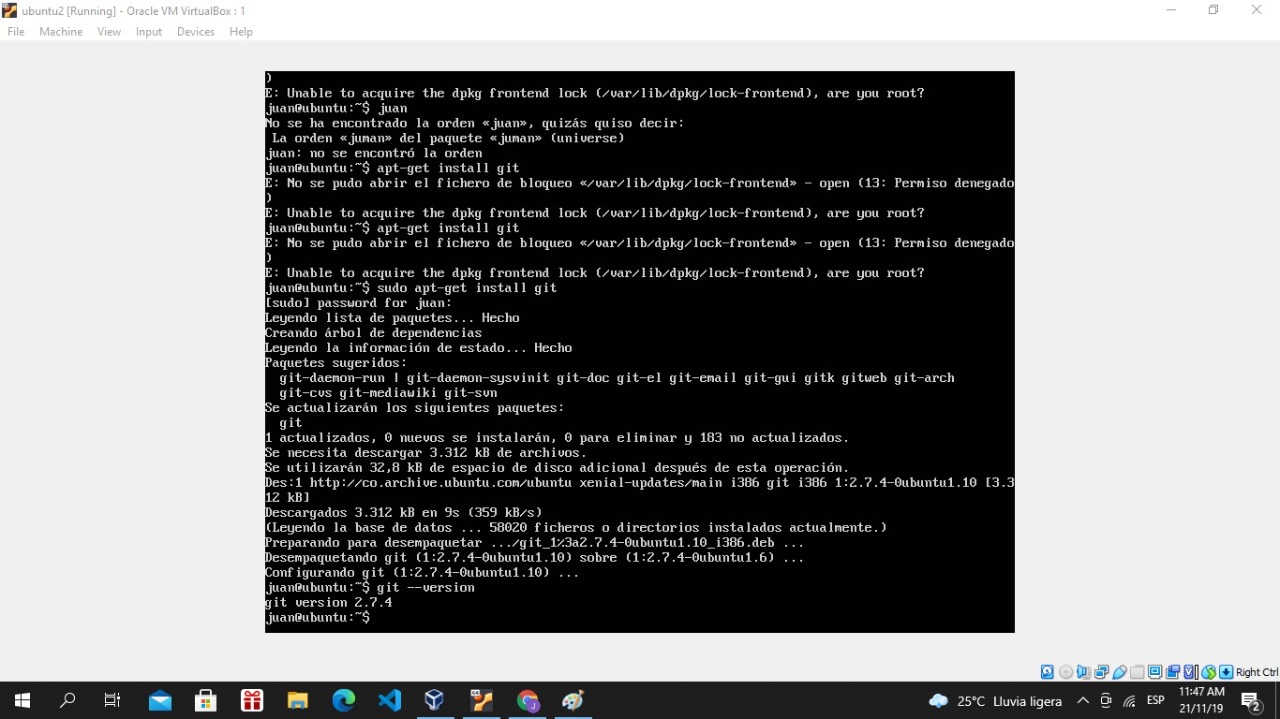 ubuntu2 [Running] - Oracle VM VirtualBox : 1
File Machine View Input Devices Help
)
E: Unable to acquire the dpkg frontend lock (/var/lib/dpkg/lock-frontend), are you root?
juan@ubuntu:~$ juan
No se ha encontrado la orden «juan», quizás quiso decir:
 La orden «juman» del paquete «juman» (universe)
juan: no se encontró la orden
juan@ubuntu:~$ apt-get install git
E: No se pudo abrir el fichero de bloqueo «/var/lib/dpkg/lock-frontend» - open (13: Permiso denegado
)
E: Unable to acquire the dpkg frontend lock (/var/lib/dpkg/lock-frontend), are you root?
juan@ubuntu:~$ apt-get install git
E: No se pudo abrir el fichero de bloqueo «/var/lib/dpkg/lock-frontend» - open (13: Permiso denegado
)
E: Unable to acquire the dpkg frontend lock (/var/lib/dpkg/lock-frontend), are you root?
juan@ubuntu:~$ sudo apt-get install git
[sudo] password for juan:
Leyendo lista de paquetes... Hecho
Creando árbol de dependencias
Leyendo la información de estado... Hecho
Paquetes sugeridos:
  git-daemon-run | git-daemon-sysvinit git-doc git-el git-email git-gui gitk gitweb git-arch
  git-cvs git-mediawiki git-svn
Se actualizarán los siguientes paquetes:
  git
1 actualizados, 0 nuevos se instalarán, 0 para eliminar y 183 no actualizados.
Se necesita descargar 3.312 kB de archivos.
Se utilizarán 32,8 kB de espacio de disco adicional después de esta operación.
Des:1 http://co.archive.ubuntu.com/ubuntu xenial-updates/main i386 git i386 1:2.7.4-0ubuntu1.10 [3.3
12 kB]
Descargados 3.312 kB en 9s (359 kB/s)
(Leyendo la base de datos ... 58020 ficheros o directorios instalados actualmente.)
Preparando para desempaquetar .../git_1%3a2.7.4-0ubuntu1.10_i386.deb ...
Desempaquetando git (1:2.7.4-0ubuntu1.10) sobre (1:2.7.4-0ubuntu1.6) ...
Configurando git (1:2.7.4-0ubuntu1.10) ...
juan@ubuntu:~$ git --version
git version 2.7.4
juan@ubuntu:~$
Right Ctrl
25°C Lluvia ligera ESP 11:47 AM
21/11/19
2